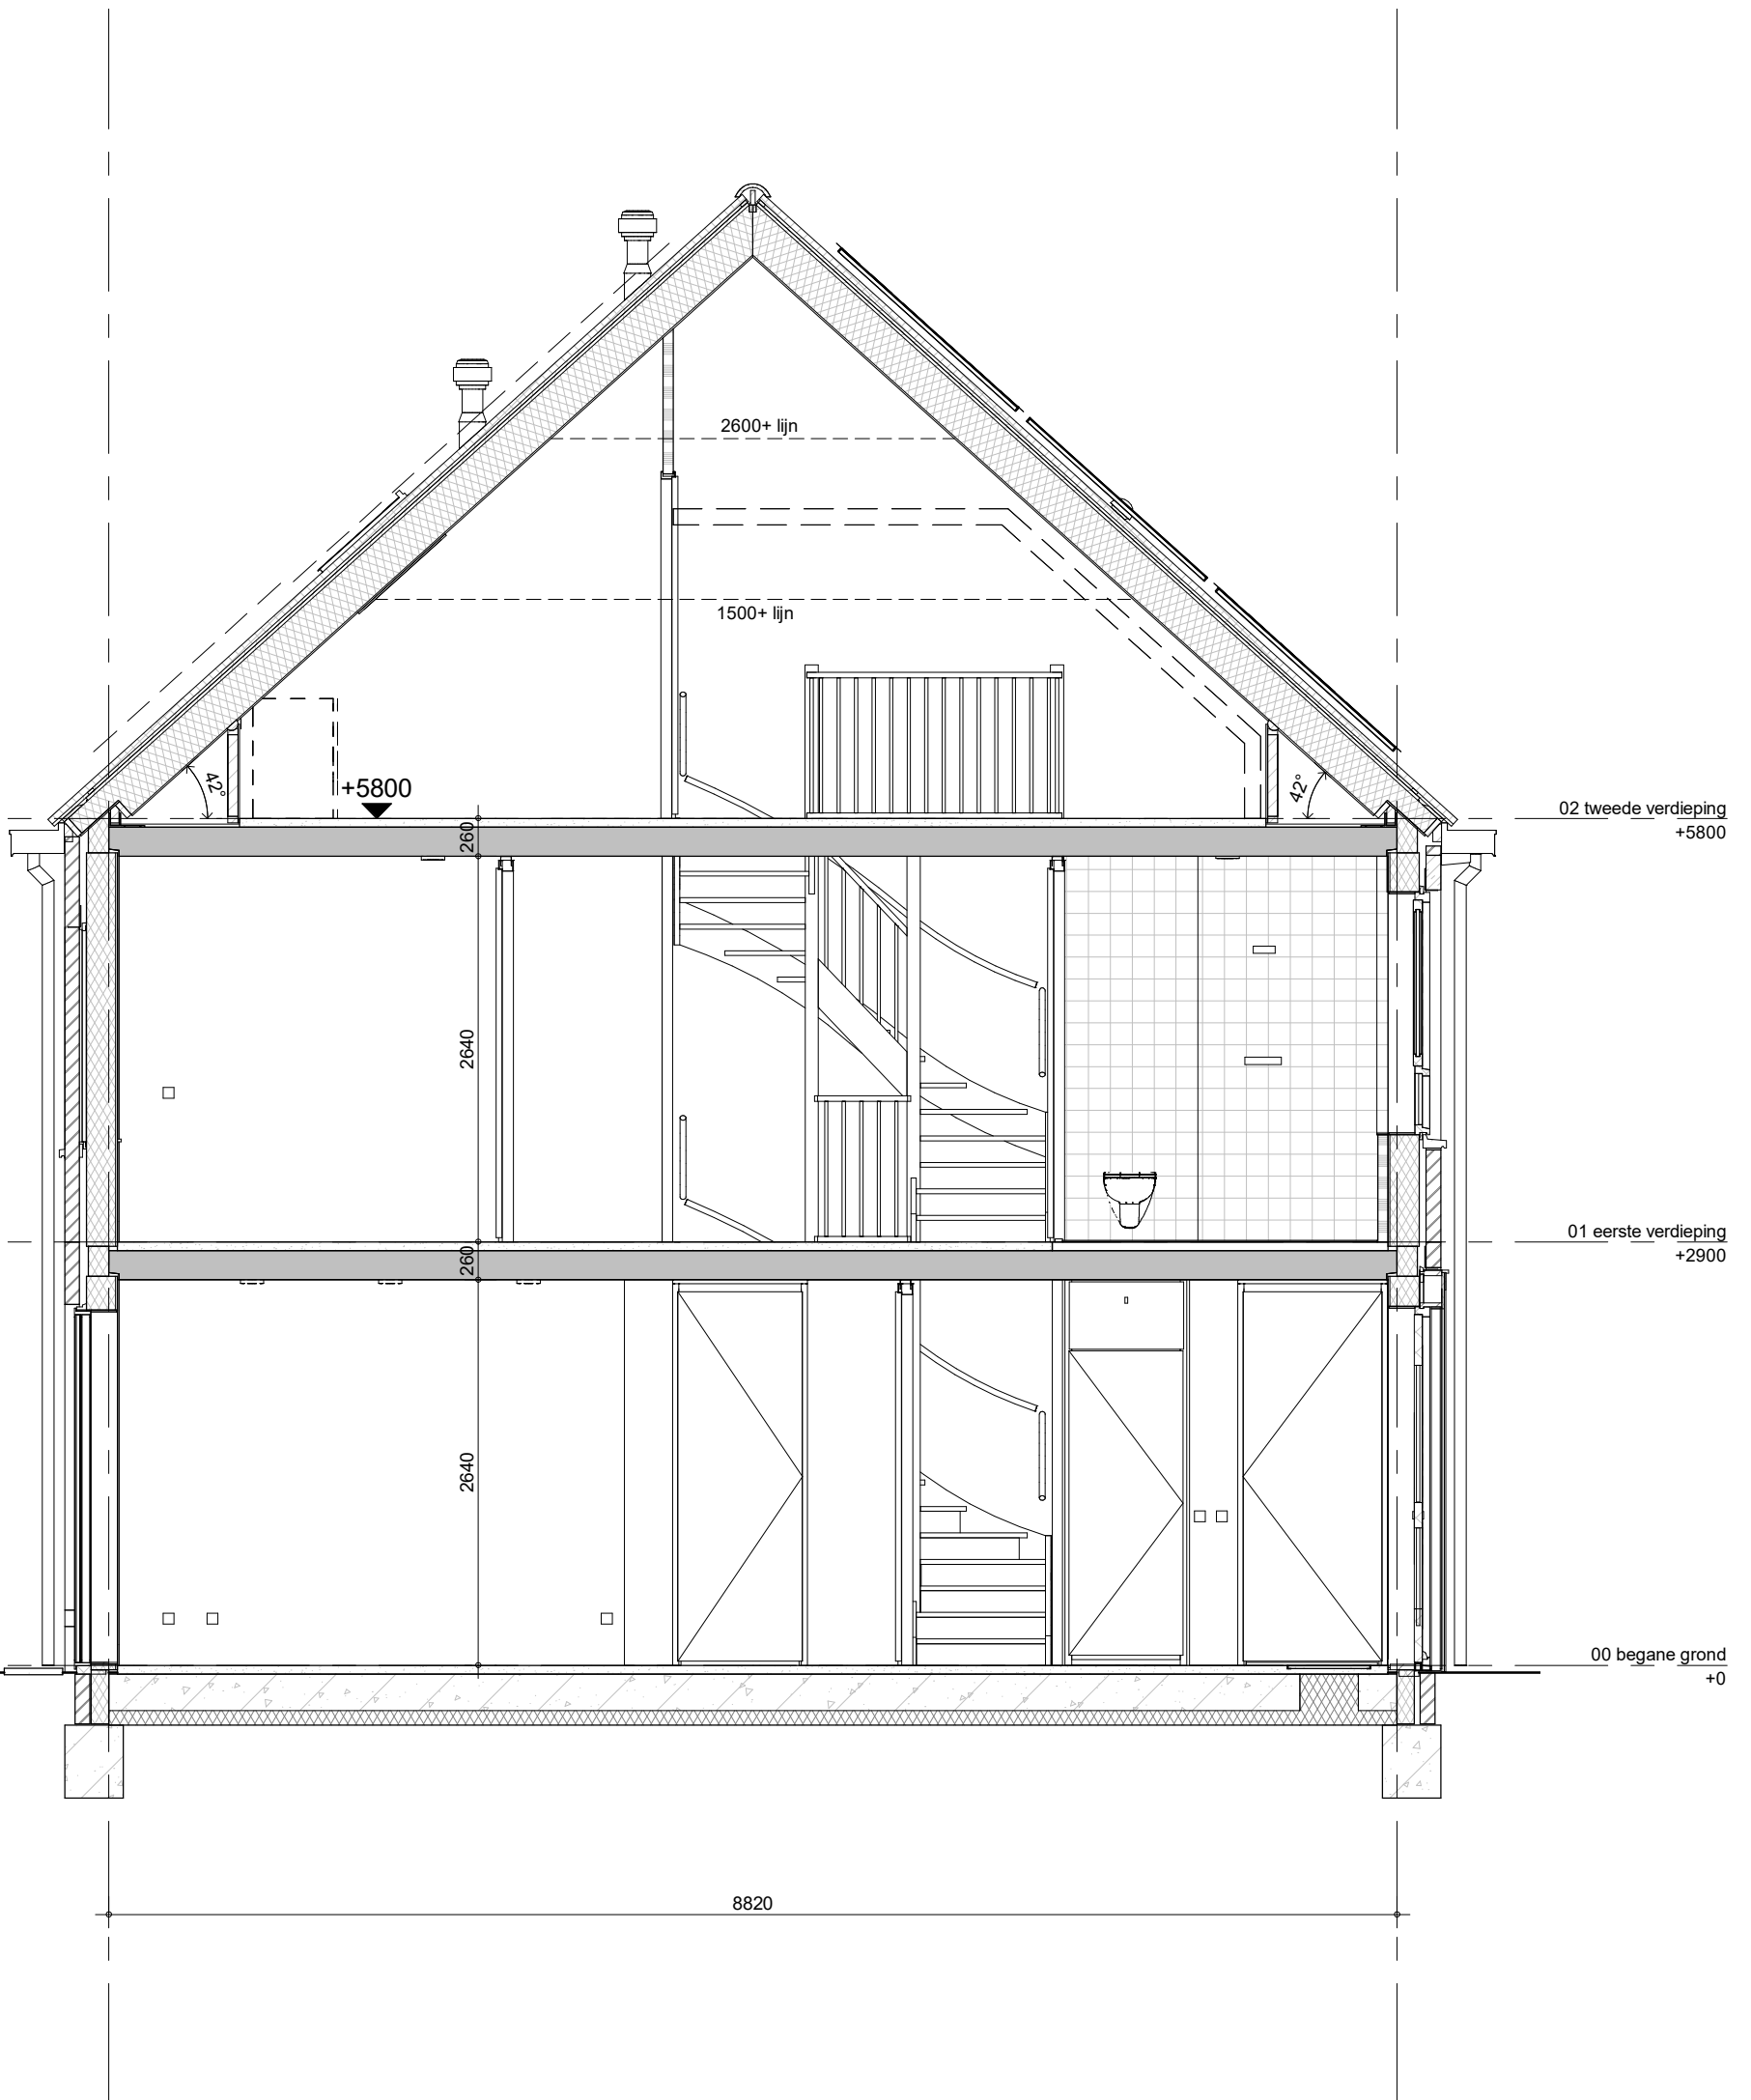 2600+ lijn
1500+ lijn
42°
+5800
42°
02 tweede verdieping
+5800
260
2640
01 eerste verdieping
+2900
260
2640
00 begane grond
+0
8820